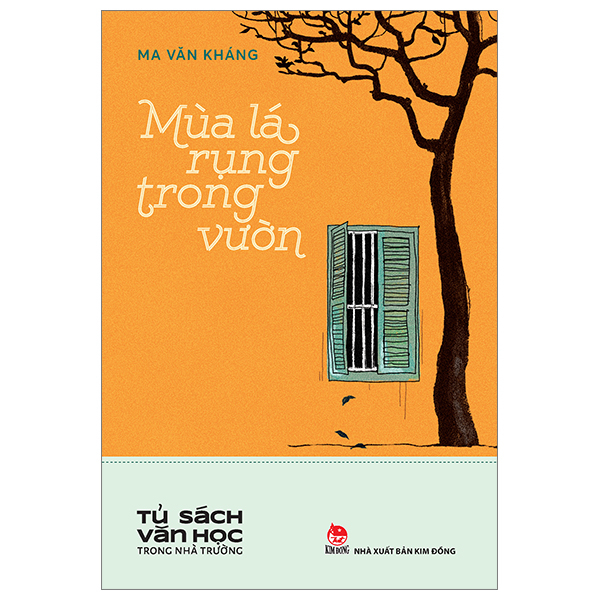 MA VĂN KHÁNG
Mùa lá
rụng
trong
vườn
TỦ SÁCH
VĂN HỌC
TRONG NHÀ TRƯỜNG
KIM ĐỒNG
NHÀ XUẤT BẢN KIM ĐỒNG